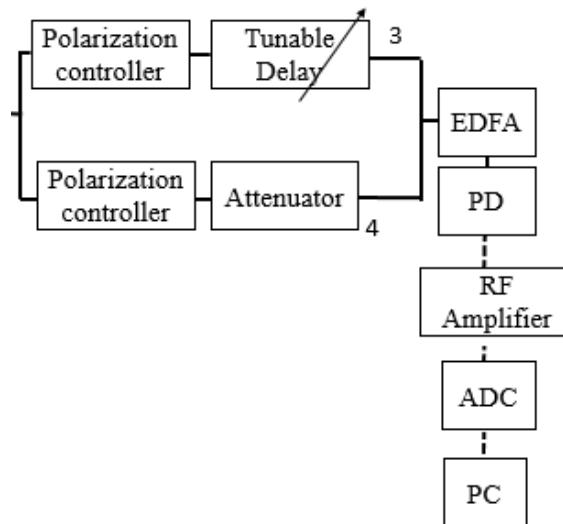 Polarization
controller
Tunable
Delay
3
EDFA
Polarization
controller
Attenuator
4
PD
RF
Amplifier
ADC
PC